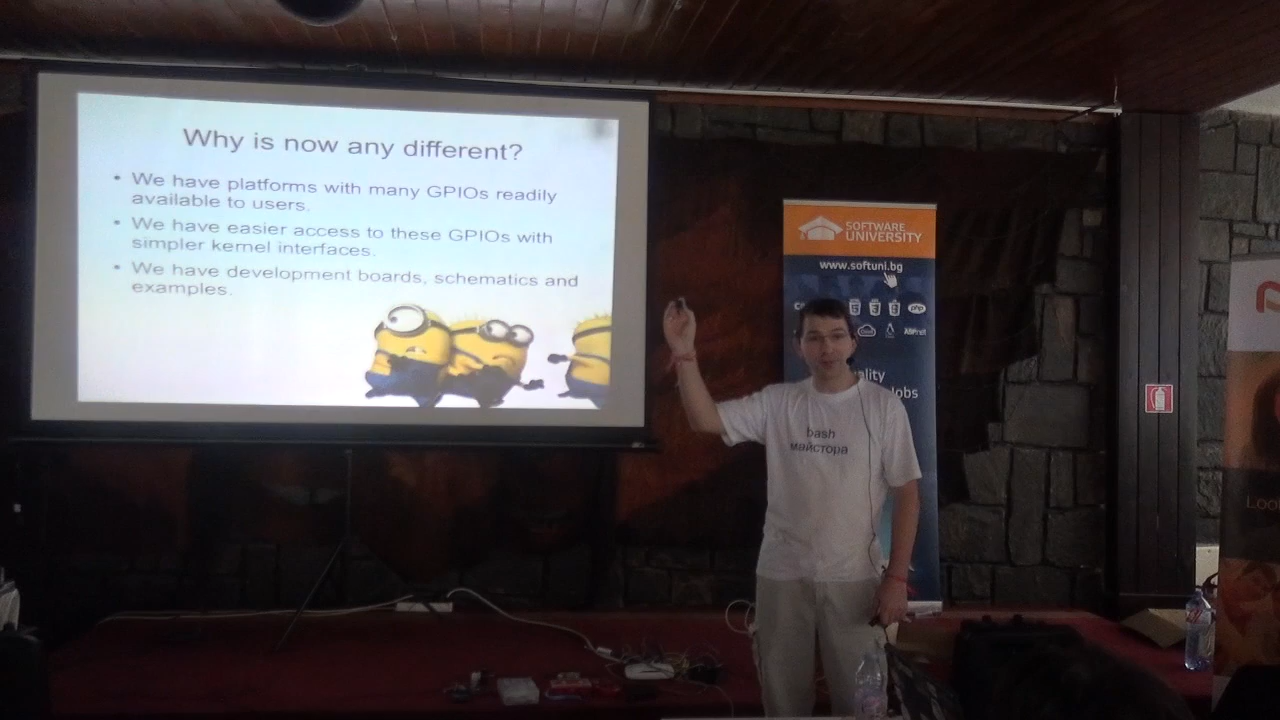 Why is now any different?
• We have platforms with many GPIOs readily
available to users.
• We have easier access to these GPIOs with
simpler kernel interfaces.
• We have development boards, schematics and
examples.
SOFTWARE
UNIVERSITY
www.softuni.bg
php
bash
майстора